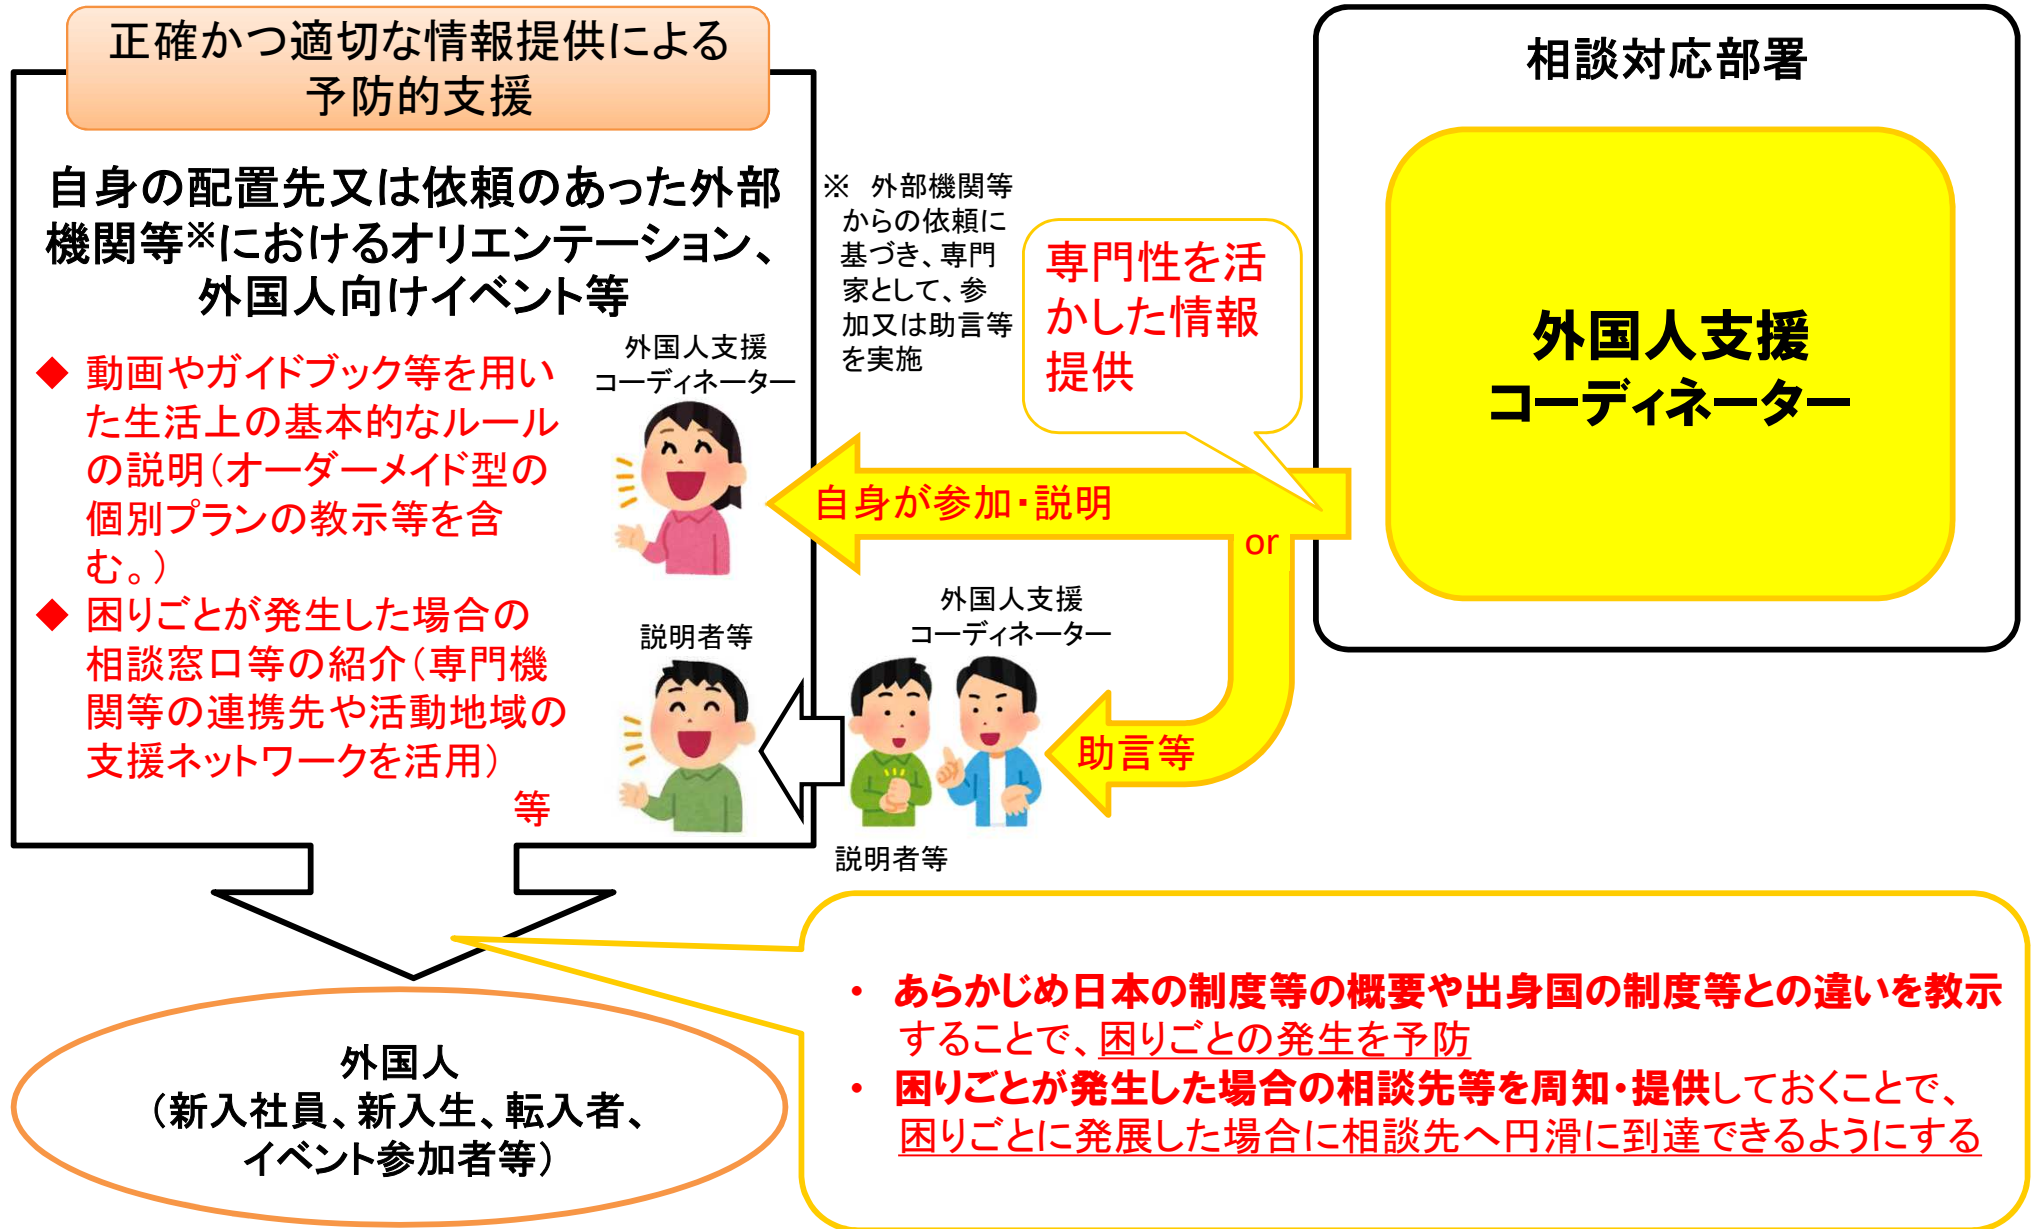 正確かつ適切な情報提供による
予防的支援
自身の配置先又は依頼のあった外部
機関等※におけるオリエンテーション、
外国人向けイベント等
◆ 動画やガイドブック等を用い
た生活上の基本的なルール
の説明（オーダーメイド型の
個別プランの教示等を含
む。）
◆ 困りごとが発生した場合の
相談窓口等の紹介（専門機
関等の連携先や活動地域の
支援ネットワークを活用）
等
外国人支援
コーディネーター
説明者等
※ 外部機関等
からの依頼に
基づき、専門
家として、参
加又は助言等
を実施
専門性を活
かした情報
提供
相談対応部署
外国人支援
コーディネーター
自身が参加・説明
or
外国人支援
コーディネーター
助言等
説明者等
外国人
（新入社員、新入生、転入者、
イベント参加者等）
・ あらかじめ日本の制度等の概要や出身国の制度等との違いを教示
することで、困りごとの発生を予防
・ 困りごとが発生した場合の相談先等を周知・提供しておくことで、
困りごとに発展した場合に相談先へ円滑に到達できるようにする